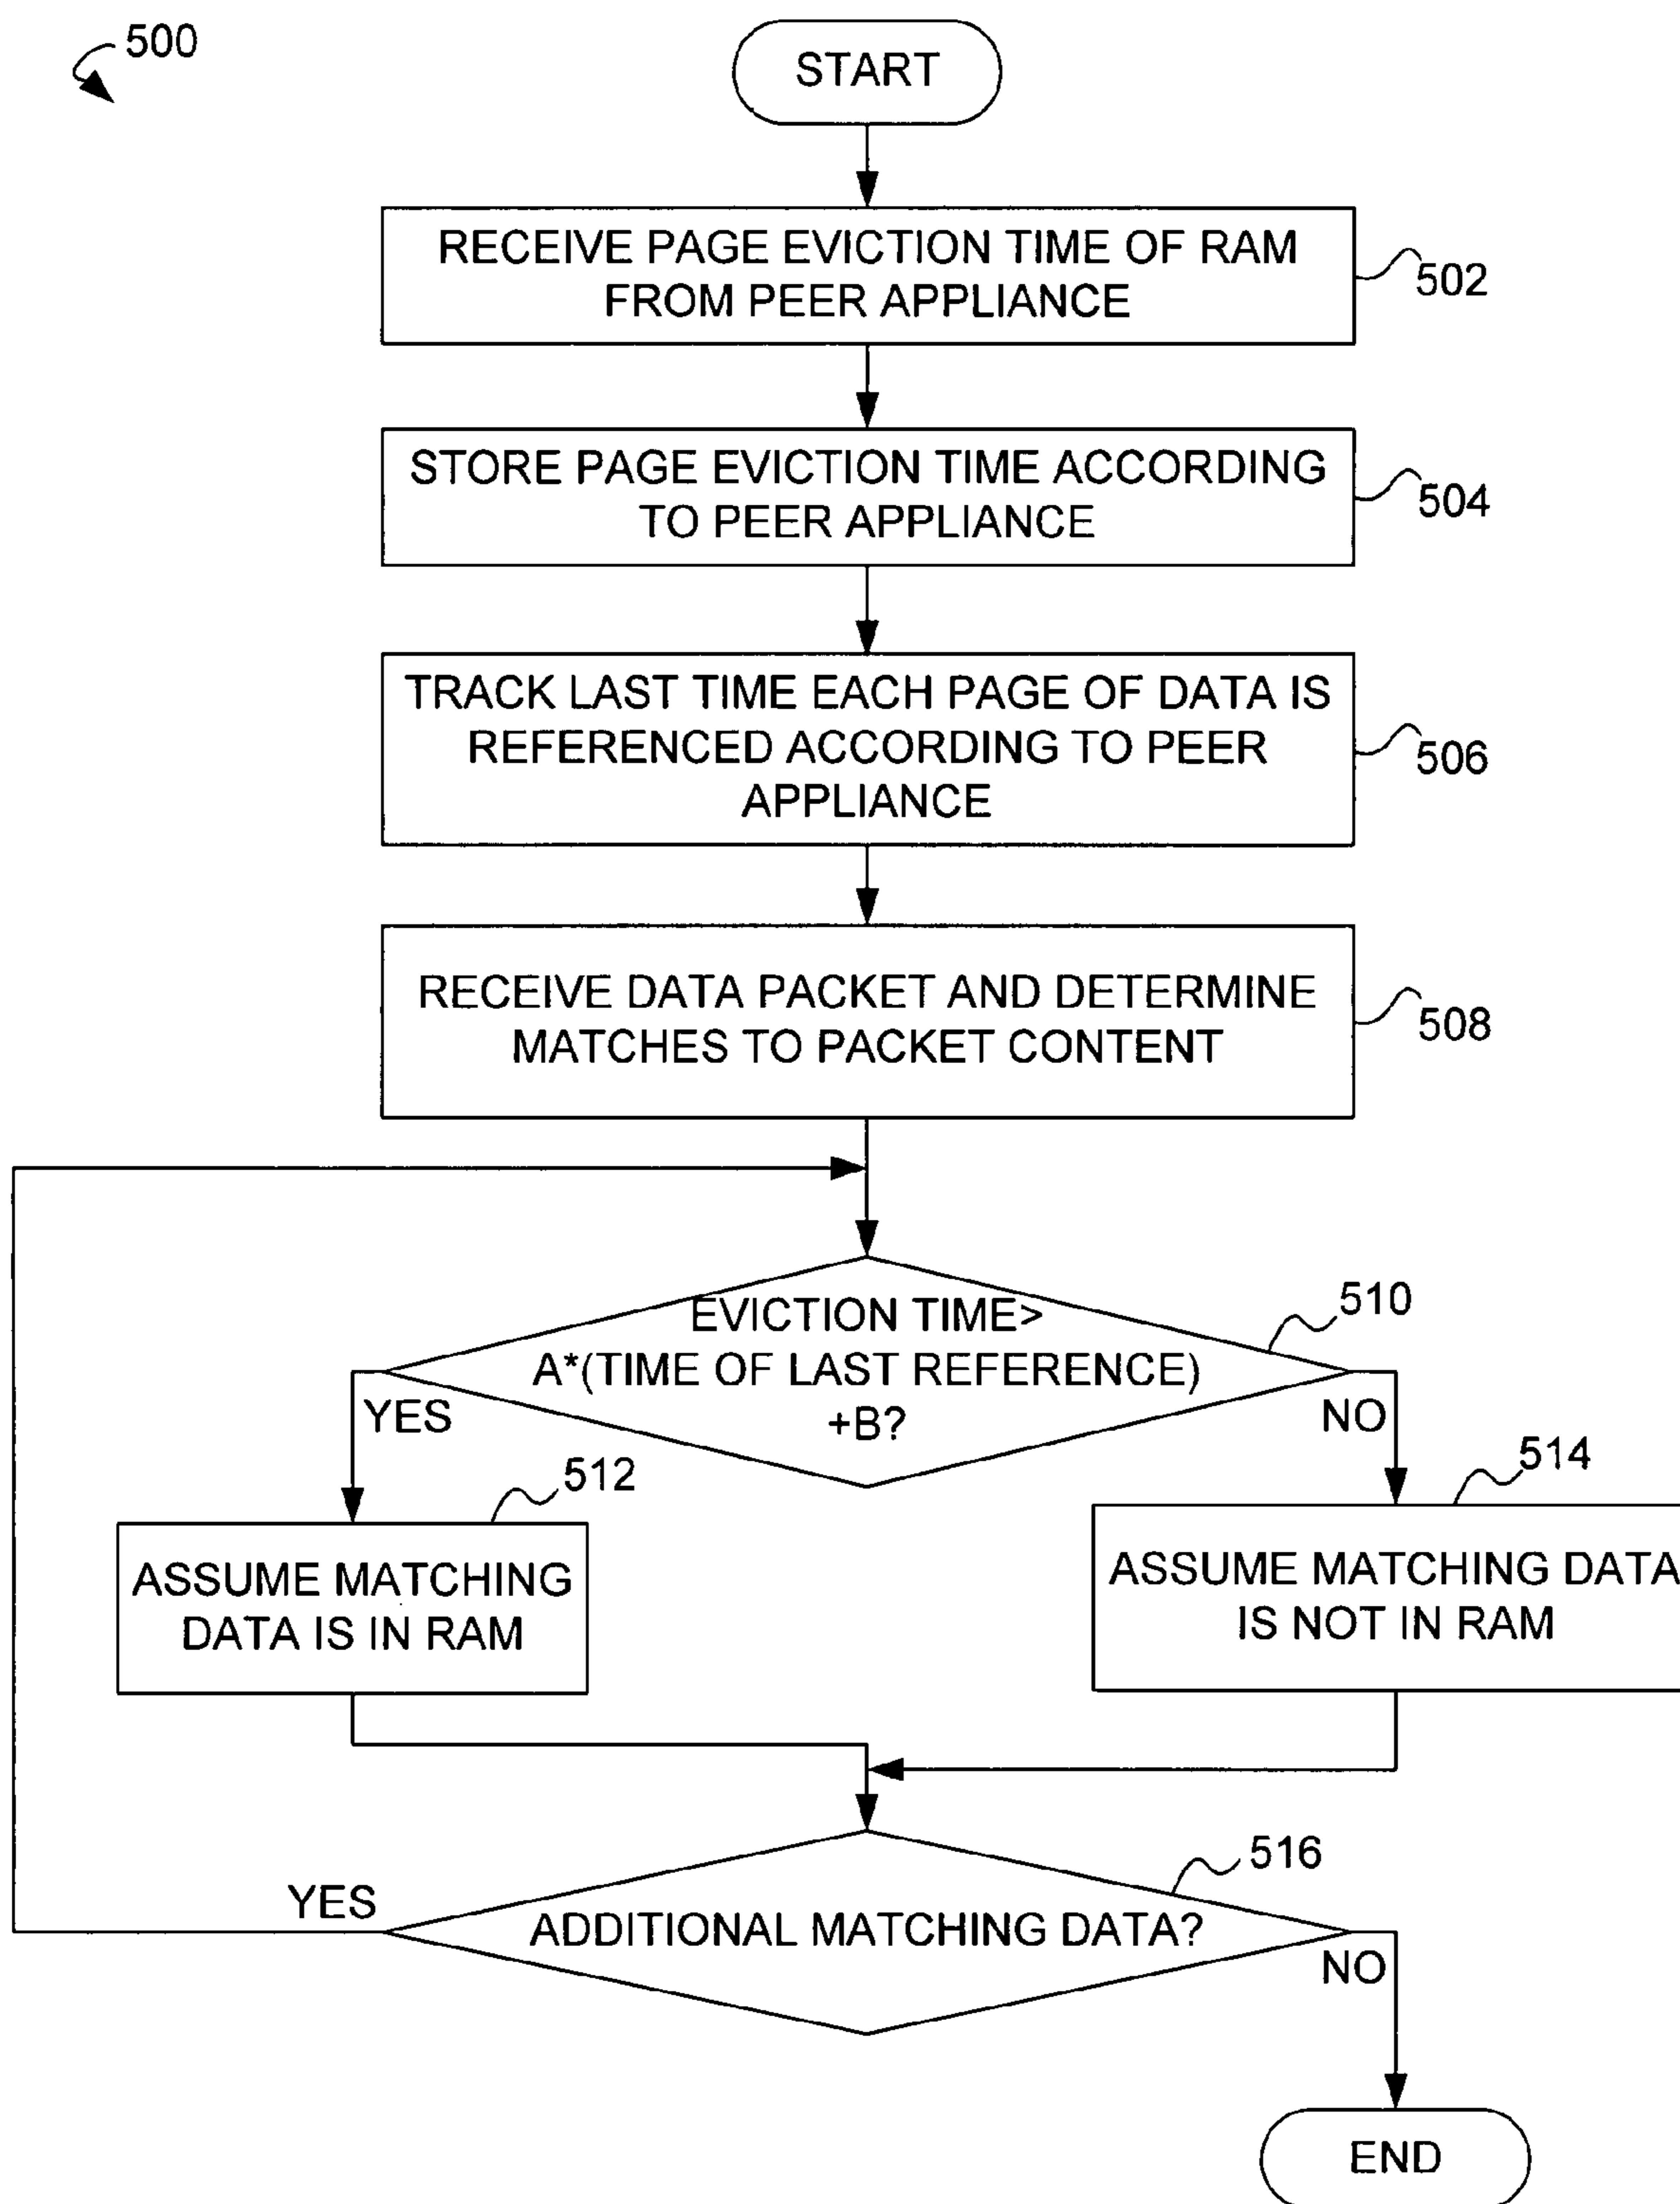 500
START
RECEIVE PAGE EVICTION TIME OF RAM
FROM PEER APPLIANCE
502
STORE PAGE EVICTION TIME ACCORDING
TO PEER APPLIANCE
504
TRACK LAST TIME EACH PAGE OF DATA IS
REFERENCED ACCORDING TO PEER
APPLIANCE
506
RECEIVE DATA PACKET AND DETERMINE
MATCHES TO PACKET CONTENT
508
EVICTION TIME>
A*(TIME OF LAST REFERENCE)
+B?
510
YES
NO
512
ASSUME MATCHING
DATA IS IN RAM
514
ASSUME MATCHING DATA
IS NOT IN RAM
516
ADDITIONAL MATCHING DATA?
YES
NO
END